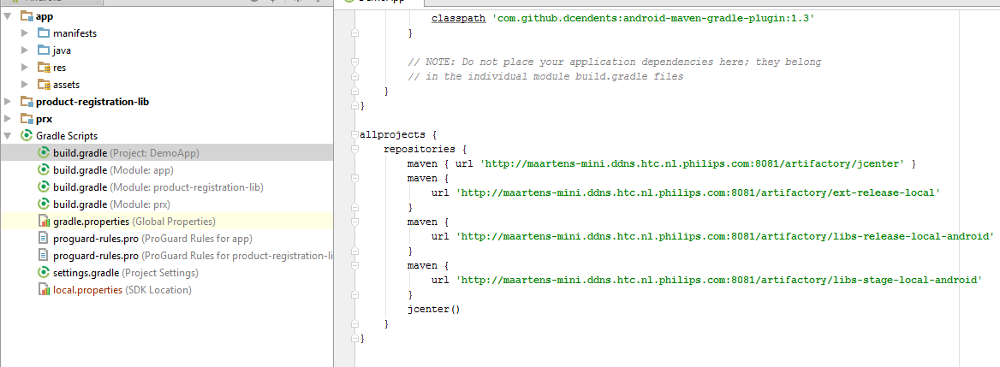 app
manifests
java
res
assets
product-registration-lib
prx
Gradle Scripts
build.gradle (Project: DemoApp)
build.gradle (Module: app)
build.gradle (Module: product-registration-lib)
build.gradle (Module: prx)
gradle.properties (Global Properties)
proguard-rules.pro (ProGuard Rules for app)
proguard-rules.pro (ProGuard Rules for product-registration-li
settings.gradle (Project Settings)
local.properties (SDK Location)
classpath 'com.github.dcendents:android-maven-gradle-plugin:1.3'
}
// NOTE: Do not place your application dependencies here; they belong
// in the individual module build.gradle files
}
}
allprojects {
repositories {
maven { url 'http://maartens-mini.ddns.htc.nl.philips.com:8081/artifactory/jcenter' }
maven {
url 'http://maartens-mini.ddns.htc.nl.philips.com:8081/artifactory/ext-release-local'
}
maven {
url 'http://maartens-mini.ddns.htc.nl.philips.com:8081/artifactory/libs-release-local-android'
}
maven {
url 'http://maartens-mini.ddns.htc.nl.philips.com:8081/artifactory/libs-stage-local-android'
}
jcenter()
}
}